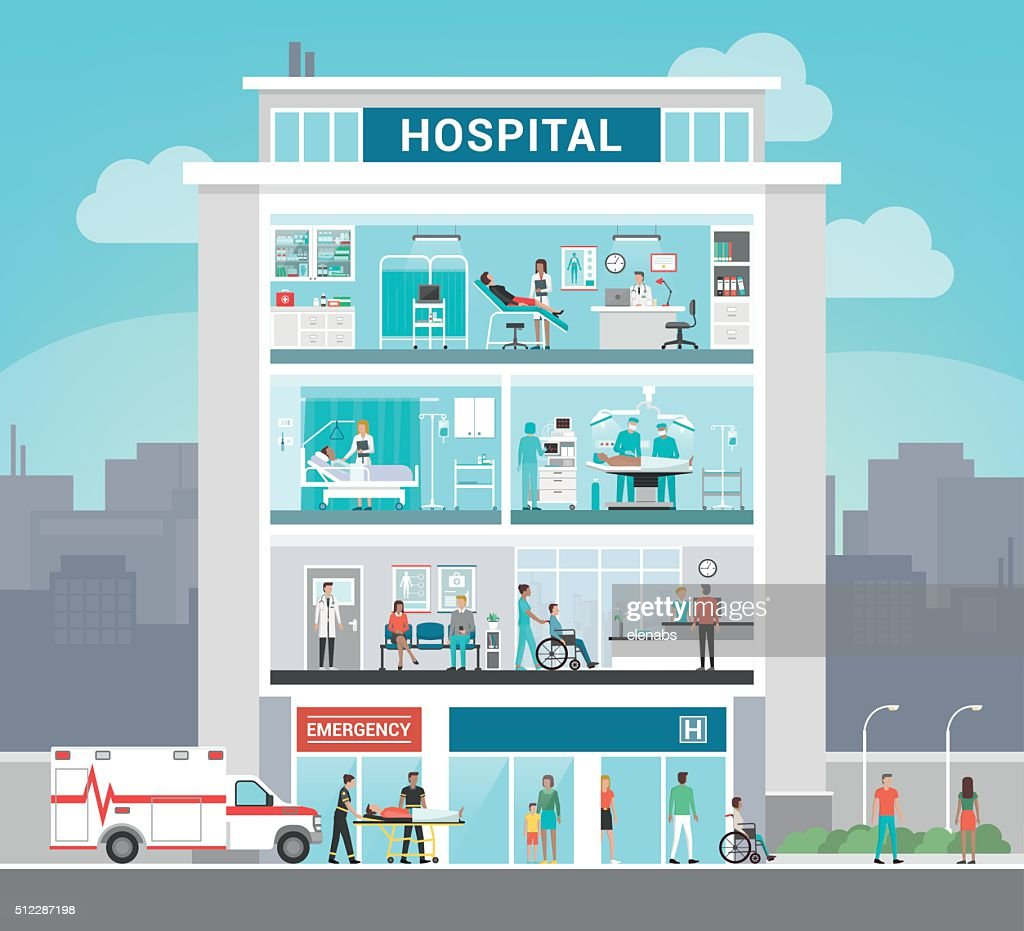 HOSPITAL
gettyimages
elenabs
EMERGENCY
H
512287198